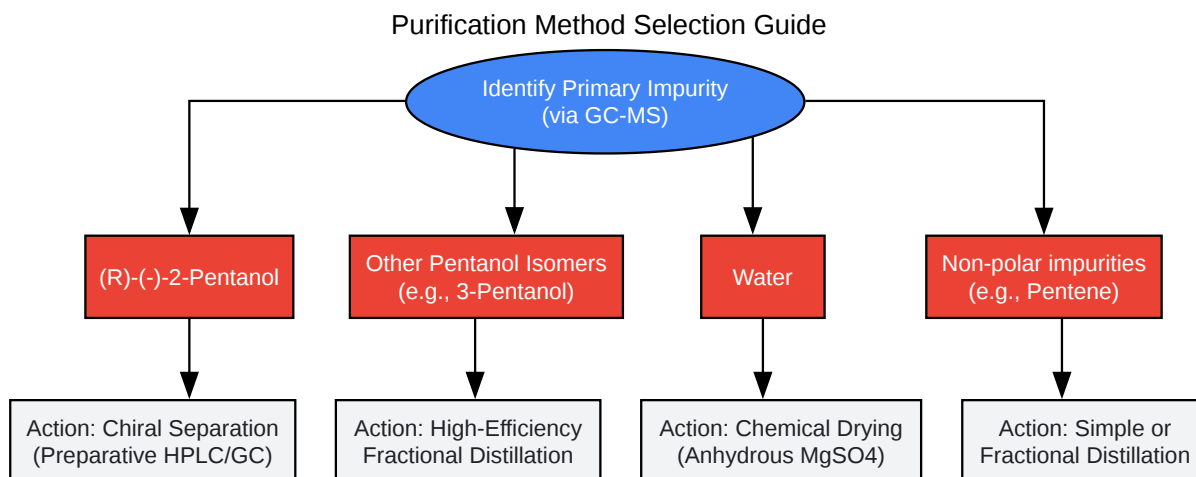 Purification Method Selection Guide
Identify Primary Impurity
(via GC-MS)
(R)-(-)-2-Pentanol
Other Pentanol Isomers
(e.g., 3-Pentanol)
Water
Non-polar impurities
(e.g., Pentene)
Action: Chiral Separation
(Preparative HPLC/GC)
Action: High-Efficiency
Fractional Distillation
Action: Chemical Drying
(Anhydrous MgSO4)
Action: Simple or
Fractional Distillation